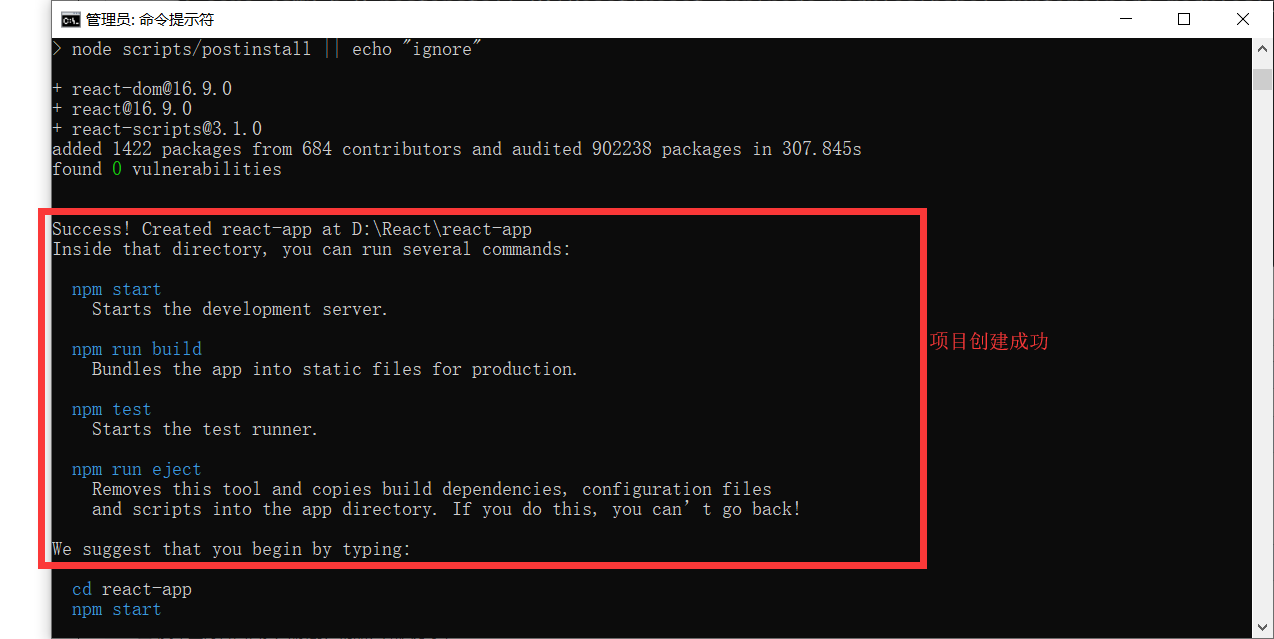 管理员: 命令提示符
> node scripts/postinstall || echo "ignore"
+ react-dom@16.9.0
+ react@16.9.0
+ react-scripts@3.1.0
added 1422 packages from 684 contributors and audited 902238 packages in 307.845s
found 0 vulnerabilities
Success! Created react-app at D:\React\react-app
Inside that directory, you can run several commands:
npm start
Starts the development server.
npm run build
Bundles the app into static files for production.
项目创建成功
npm test
Starts the test runner.
npm run eject
Removes this tool and copies build dependencies, configuration files
and scripts into the app directory. If you do this, you can’t go back!
We suggest that you begin by typing:
cd react-app
npm start